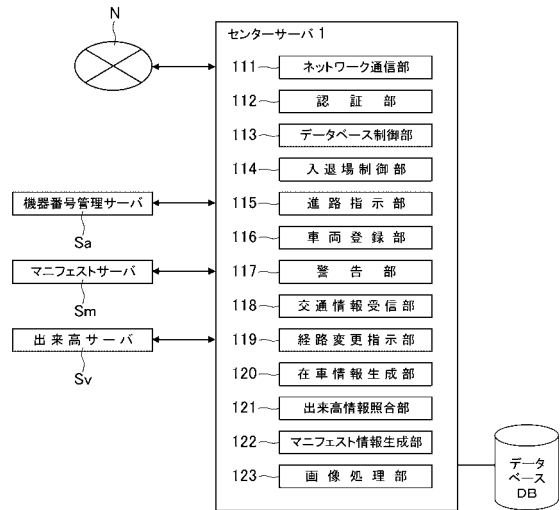 N
センターサーバ 1
111 ネットワーク通信部
112 認証部
113 データベース制御部
114 入退場制御部
機器番号管理サーバ
Sa
115 進路指示部
116 車両登録部
マニフェストサーバ
Sm
117 警告部
118 交通情報受信部
出来高サーバ
Sv
119 経路変更指示部
120 在車情報生成部
121 出来高情報照合部
122 マニフェスト情報生成部
123 画像処理部
データ
ベース
DB